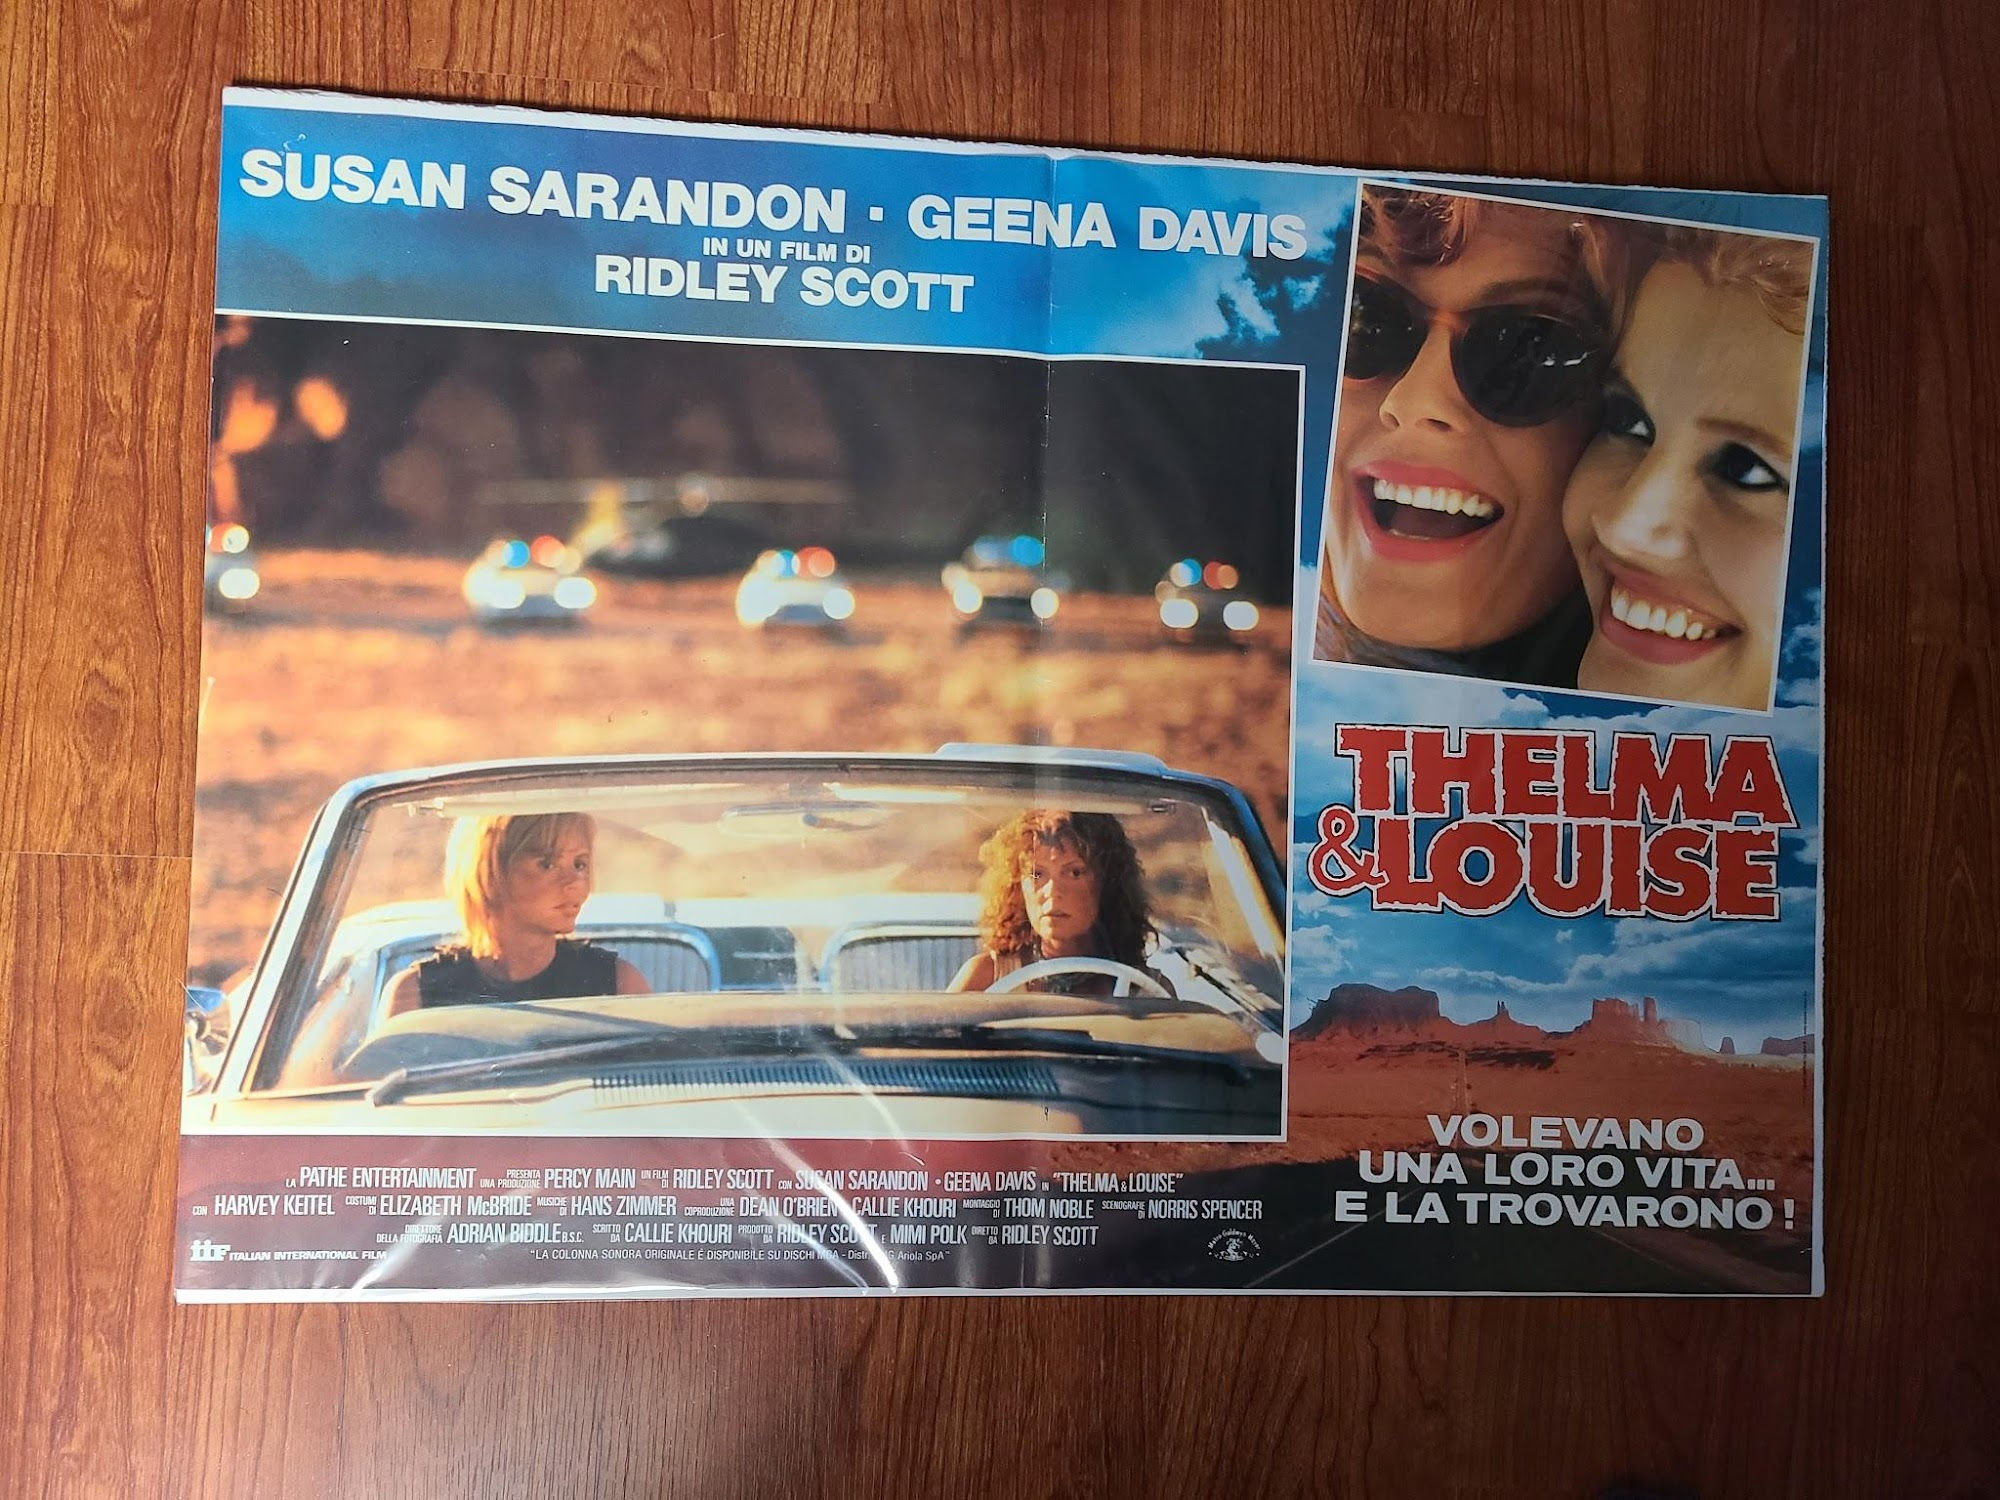 SUSAN SARANDON · GEENA DAVIS
IN UN FILM DI
RIDLEY SCOTT
THELMA
& LOUISE
VOLEVANO
UNA LORO VITA...
E LA TROVARONO !
LA PATHE ENTERTAINMENT PRESENTA UNA PRODUZIONE PERCY MAIN UN FILM DI RIDLEY SCOTT CON SUSAN SARANDON · GEENA DAVIS IN "THELMA & LOUISE"
CON HARVEY KEITEL COSTUMI DI ELIZABETH McBRIDE MUSICHE DI HANS ZIMMER UNA COPRODUZIONE DEAN O'BRIEN CALLIE KHOURI MONTAGGIO DI THOM NOBLE SCENOGRAFIE DI NORRIS SPENCER
DIRETTORE DELLA FOTOGRAFIA ADRIAN BIDDLE B.S.C. SCRITTO DA CALLIE KHOURI PRODOTTO DA RIDLEY SCOTT E MIMI POLK DIRETTO DA RIDLEY SCOTT
iif ITALIAN INTERNATIONAL FILM "LA COLONNA SONORA ORIGINALE É DISPONIBILE SU DISCHI MCA - Distr. Ariola SpA"
Metro Goldwyn Mayer